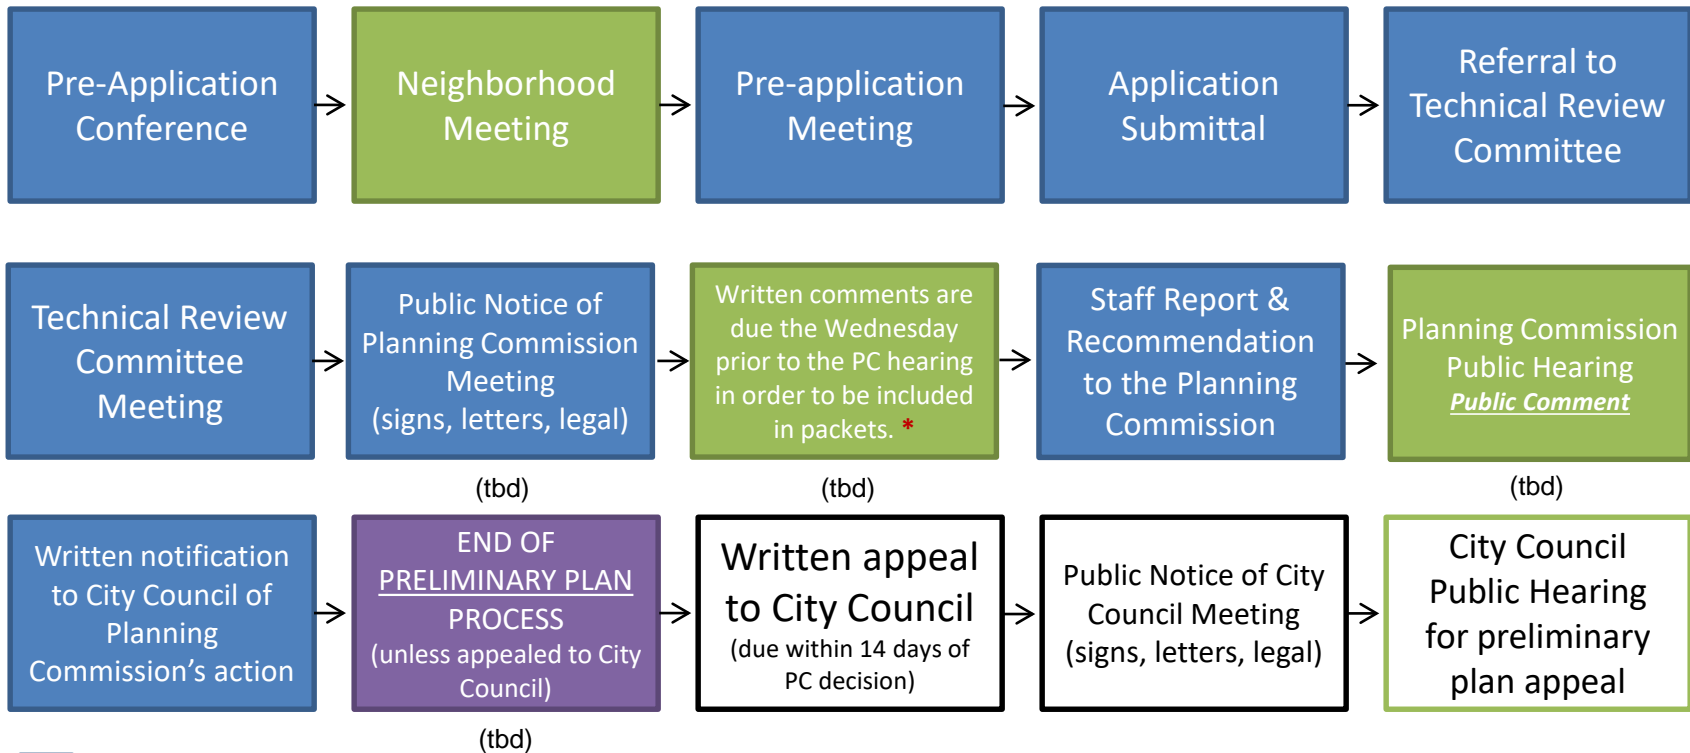 Pre-Application
Conference
Neighborhood
Meeting
Pre-application
Meeting
Application
Submittal
Referral to
Technical Review
Committee
Technical Review
Committee
Meeting
Public Notice of
Planning Commission
Meeting
(signs, letters, legal)
(tbd)
Written comments are
due the Wednesday
prior to the PC hearing
in order to be included
in packets. *
(tbd)
Staff Report &
Recommendation
to the Planning
Commission
Planning Commission
Public Hearing
Public Comment
(tbd)
Written notification
to City Council of
Planning
Commission’s action
END OF
PRELIMINARY PLAN
PROCESS
(unless appealed to City
Council)
(tbd)
Written appeal
to City Council
(due within 14 days of
PC decision)
Public Notice of City
Council Meeting
(signs, letters, legal)
City Council
Public Hearing
for preliminary
plan appeal